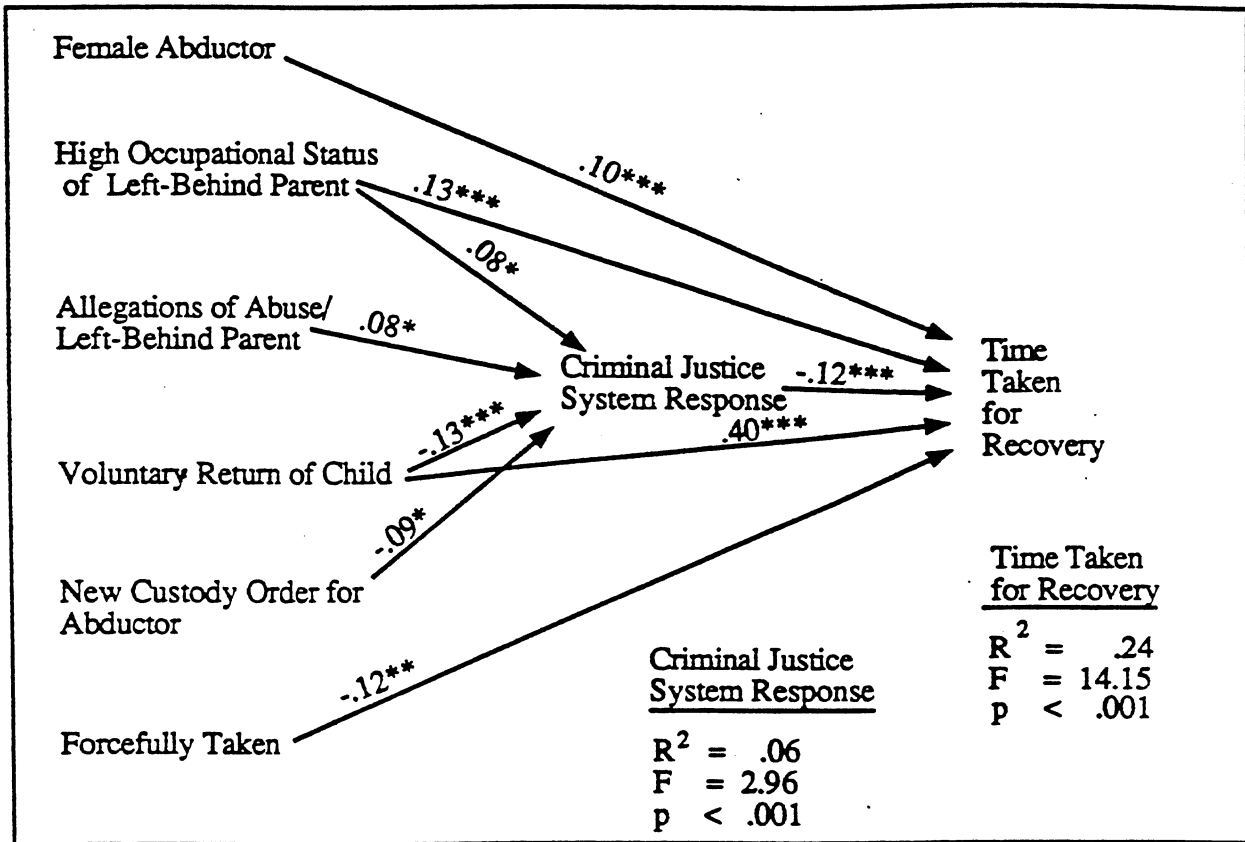 Female Abductor
.10***
High Occupational Status
of Left-Behind Parent
.13***
.08*
Allegations of Abuse/
Left-Behind Parent
.08*
Criminal Justice
System Response
-.12***
Time
Taken
for
Recovery
-.13***
.40***
Voluntary Return of Child
-.09*
New Custody Order for
Abductor
-.12**
Forcefully Taken
Criminal Justice
System Response
R² = .06
F = 2.96
p < .001
Time Taken
for Recovery
R² = .24
F = 14.15
p < .001